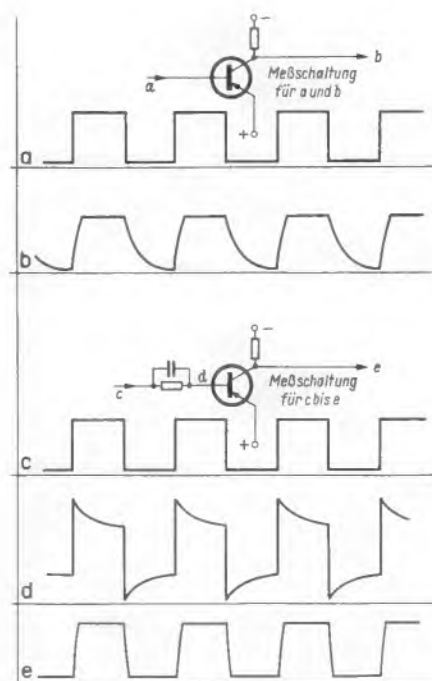 −
b
a
Meßschaltung
für a und b
+
a
b
−
c
d
e
Meßschaltung
für c bis e
+
c
d
e